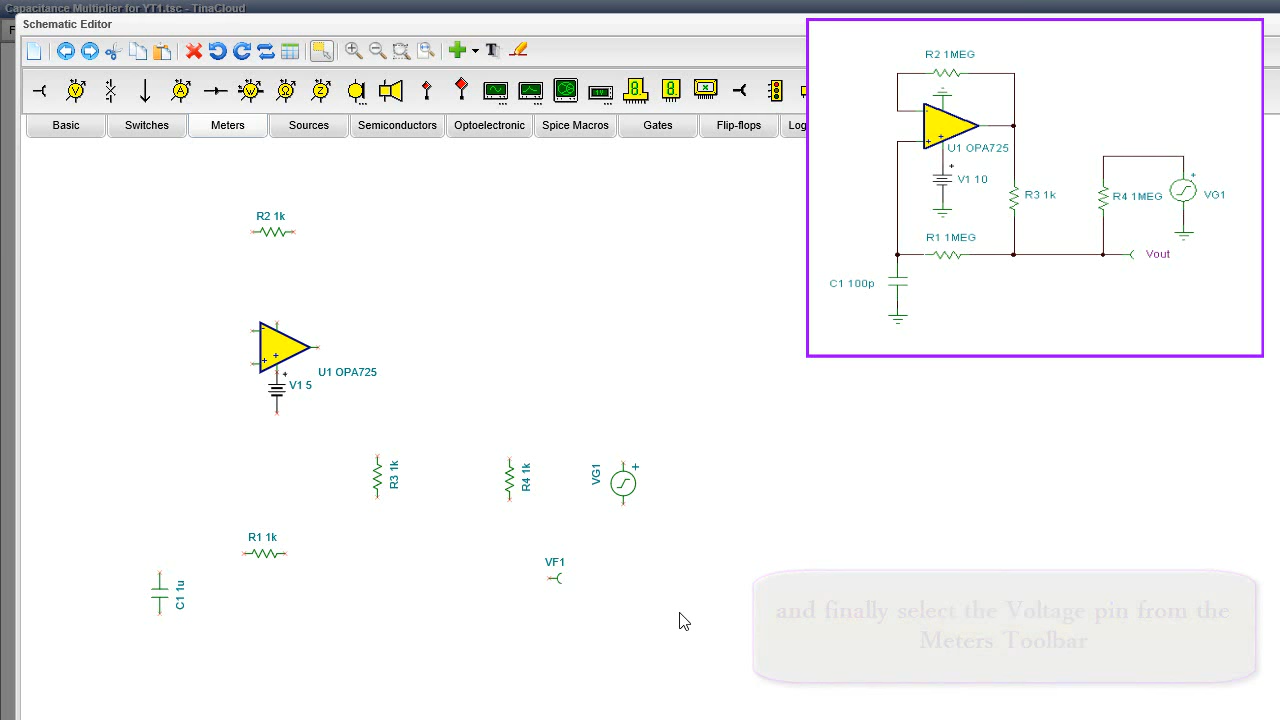 Capacitance Multiplier for YT1.tsc - TinaCloud
Schematic Editor
Basic
Switches
Meters
Sources
Semiconductors
Optoelectronic
Spice Macros
Gates
Flip-flops
Log
R2 1MEG
U1 OPA725
V1 10
R3 1k
R4 1MEG
VG1
R1 1MEG
Vout
C1 100p
R2 1k
U1 OPA725
V1 5
R3 1k
R4 1k
VG1
R1 1k
VF1
C1 1u
and finally select the Voltage pin from the
Meters Toolbar